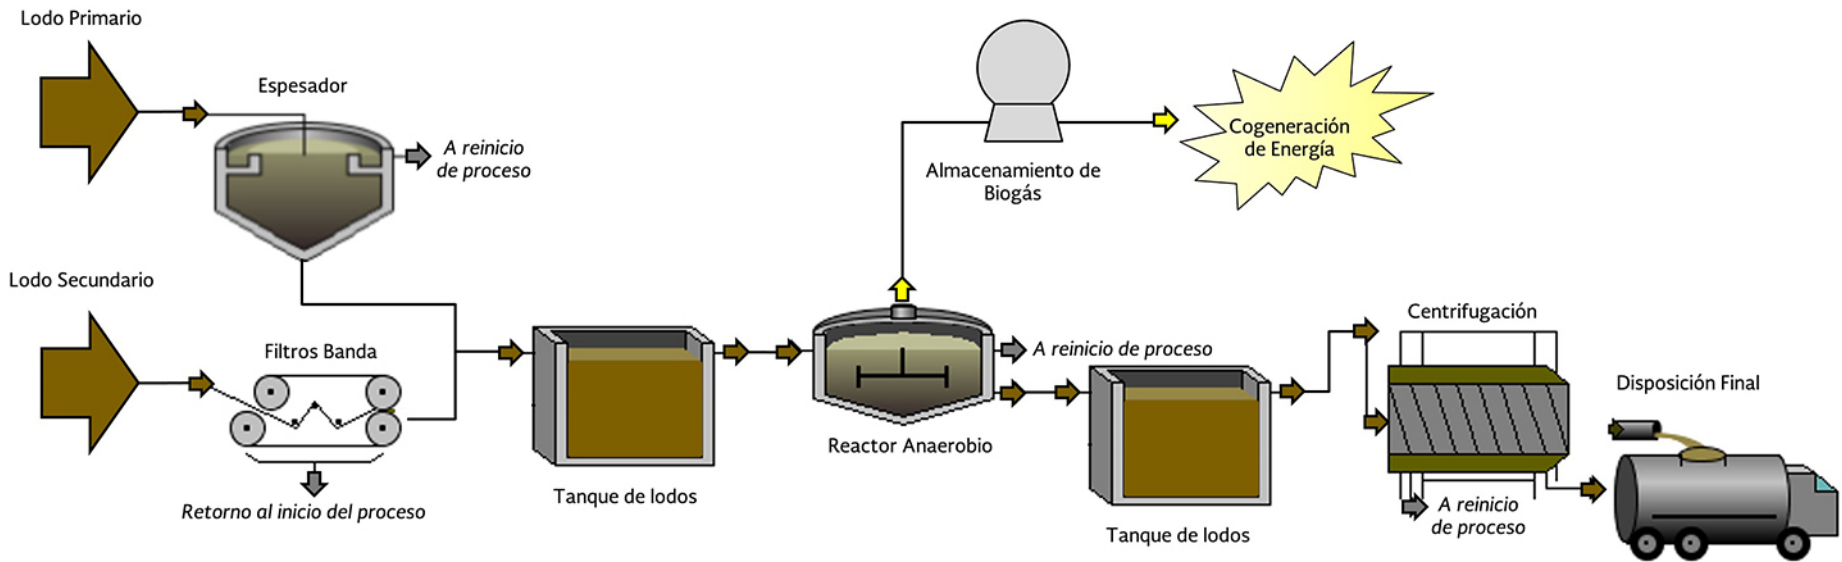 Lodo Primario
Espesador
A reinicio
de proceso
Lodo Secundario
Filtros Banda
Retorno al inicio del proceso
Tanque de lodos
Almacenamiento de
Biogás
Cogeneración
de Energía
A reinicio de proceso
Reactor Anaerobio
Tanque de lodos
Centrifugación
A reinicio
de proceso
Disposición Final